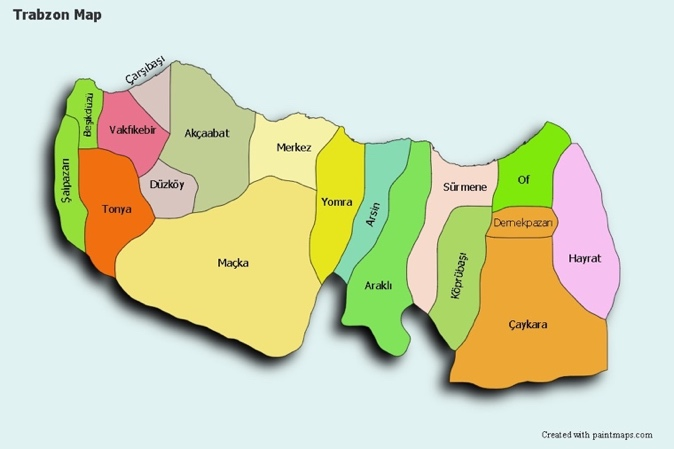 Trabzon Map
Çarşıbaşı
Beşikdüzü
Vakfıkebir
Akçaabat
Merkez
Şalpazarı
Tonya
Düzköy
Yomra
Arsin
Sürmene
Of
Dernekpazarı
Maçka
Araklı
Köprübaşı
Hayrat
Çaykara
Created with paintmaps.com